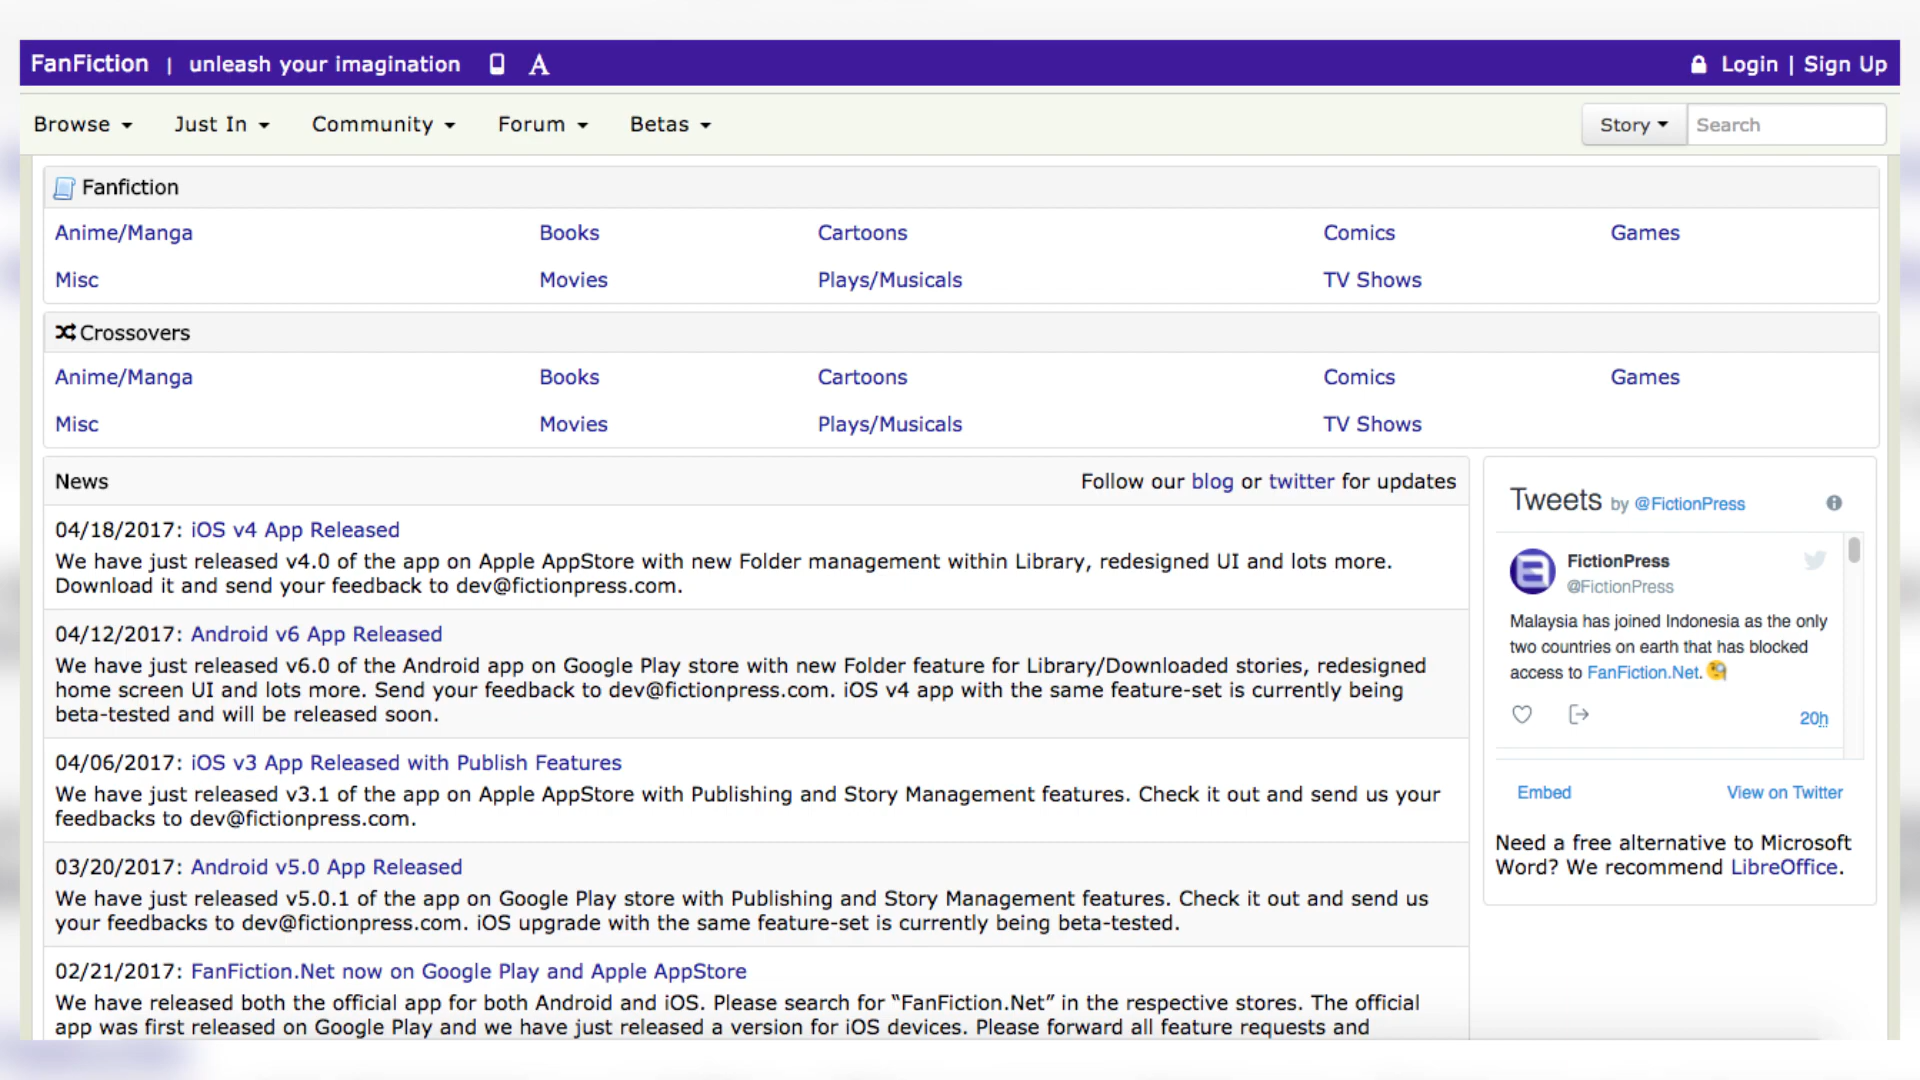 FanFiction | unleash your imagination A Login | Sign Up
Browse Just In Community Forum Betas Story Search
Fanfiction
Anime/Manga Books Cartoons Comics Games
Misc Movies Plays/Musicals TV Shows
Crossovers
Anime/Manga Books Cartoons Comics Games
Misc Movies Plays/Musicals TV Shows
News Follow our blog or twitter for updates
04/18/2017: iOS v4 App Released
We have just released v4.0 of the app on Apple AppStore with new Folder management within Library, redesigned UI and lots more.
Download it and send your feedback to dev@fictionpress.com.
04/12/2017: Android v6 App Released
We have just released v6.0 of the Android app on Google Play store with new Folder feature for Library/Downloaded stories, redesigned
home screen UI and lots more. Send your feedback to dev@fictionpress.com. iOS v4 app with the same feature-set is currently being
beta-tested and will be released soon.
04/06/2017: iOS v3 App Released with Publish Features
We have just released v3.1 of the app on Apple AppStore with Publishing and Story Management features. Check it out and send us your
feedbacks to dev@fictionpress.com.
03/20/2017: Android v5.0 App Released
We have just released v5.0.1 of the app on Google Play store with Publishing and Story Management features. Check it out and send us
your feedbacks to dev@fictionpress.com. iOS upgrade with the same feature-set is currently being beta-tested.
02/21/2017: FanFiction.Net now on Google Play and Apple AppStore
We have released both the official app for both Android and iOS. Please search for “FanFiction.Net” in the respective stores. The official
app was first released on Google Play and we have just released a version for iOS devices. Please forward all feature requests and
Tweets by @FictionPress
FictionPress
@FictionPress
Malaysia has joined Indonesia as the only
two countries on earth that has blocked
access to FanFiction.Net.
20h
Embed View on Twitter
Need a free alternative to Microsoft
Word? We recommend LibreOffice.